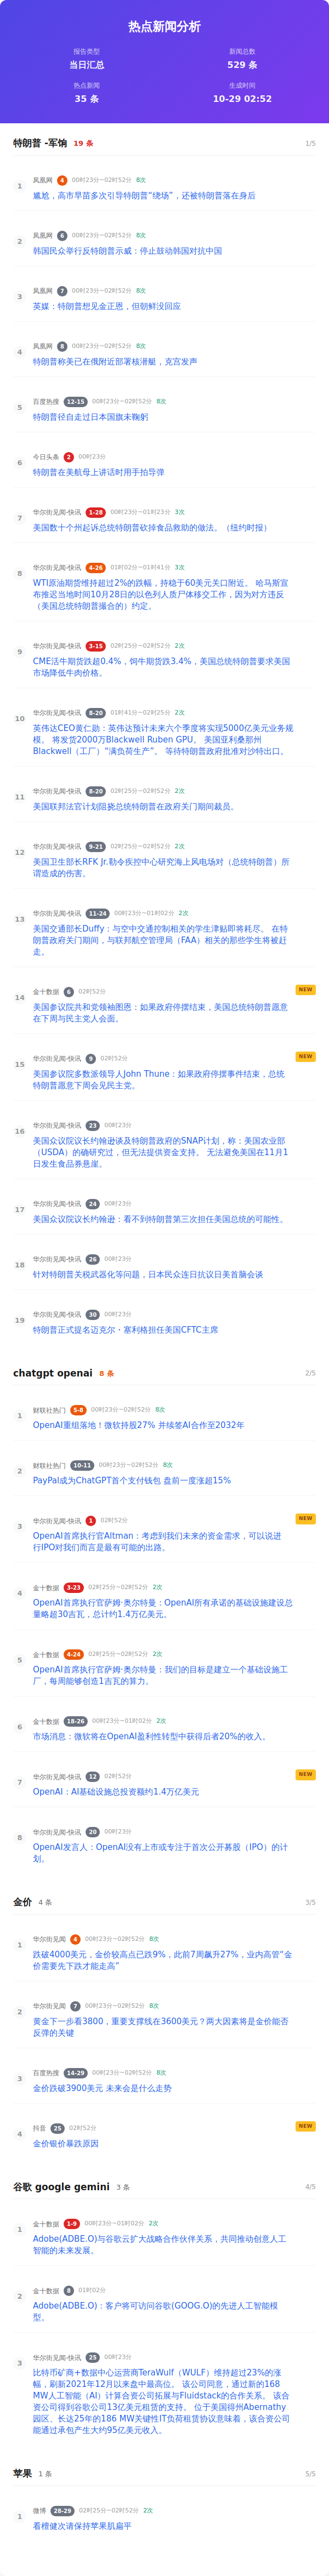 热点新闻分析
报告类型
新闻总数
当日汇总
529 条
热点新闻
生成时间
35 条
10-29 02:52
特朗普 -军饷 19 条 1/5
1
凤凰网 4 00时23分~02时52分 8次
尴尬，高市早苗多次引导特朗普“绕场”，还被特朗普落在身后
2
凤凰网 6 00时23分~02时52分 8次
韩国民众举行反特朗普示威：停止鼓动韩国对抗中国
3
凤凰网 7 00时23分~02时52分 8次
英媒：特朗普想见金正恩，但朝鲜没回应
4
凤凰网 8 00时23分~02时52分 8次
特朗普称美已在俄附近部署核潜艇，克宫发声
5
百度热搜 12-15 00时23分~02时52分 8次
特朗普径自走过日本国旗未鞠躬
6
今日头条 2 00时23分
特朗普在美航母上讲话时用手拍导弹
7
华尔街见闻-快讯 1-28 00时23分~01时23分 3次
美国数十个州起诉总统特朗普砍掉食品救助的做法。（纽约时报）
8
华尔街见闻-快讯 4-26 01时02分~01时41分 3次
WTI原油期货维持超过2%的跌幅，持稳于60美元关口附近。 哈马斯宣
布推迟当地时间10月28日的以色列人质尸体移交工作，因为对方违反
（美国总统特朗普撮合的）约定。
9
华尔街见闻-快讯 3-15 02时25分~02时52分 2次
CME活牛期货跌超0.4%，饲牛期货跌3.4%，美国总统特朗普要求美国
市场降低牛肉价格。
10
华尔街见闻-快讯 8-20 01时41分~02时25分 2次
英伟达CEO黄仁勋：英伟达预计未来六个季度将实现5000亿美元业务规
模。 将发货2000万Blackwell Ruben GPU。 美国亚利桑那州
Blackwell（工厂）“满负荷生产”。 等待特朗普政府批准对沙特出口。
11
华尔街见闻-快讯 8-20 02时25分~02时52分 2次
美国联邦法官计划阻挠总统特朗普在政府关门期间裁员。
12
华尔街见闻-快讯 9-21 02时25分~02时52分 2次
美国卫生部长RFK Jr.勒令疾控中心研究海上风电场对（总统特朗普）所
谓造成的伤害。
13
华尔街见闻-快讯 11-24 00时23分~01时02分 2次
美国交通部长Duffy：与空中交通控制相关的学生津贴即将耗尽。 在特
朗普政府关门期间，与联邦航空管理局（FAA）相关的那些学生将被赶
走。
14
金十数据 6 02时52分 NEW
美国参议院共和党领袖图恩：如果政府停摆结束，美国总统特朗普愿意
在下周与民主党人会面。
15
华尔街见闻-快讯 9 02时52分 NEW
美国参议院多数派领导人John Thune：如果政府停摆事件结束，总统
特朗普愿意下周会见民主党。
16
华尔街见闻-快讯 23 00时23分
美国众议院议长约翰逊谈及特朗普政府的SNAP计划，称：美国农业部
（USDA）的确研究过，但无法提供资金支持。 无法避免美国在11月1
日发生食品券悬崖。
17
华尔街见闻-快讯 24 00时23分
美国众议院议长约翰逊：看不到特朗普第三次担任美国总统的可能性。
18
华尔街见闻-快讯 26 00时23分
针对特朗普关税武器化等问题，日本民众连日抗议日美首脑会谈
19
华尔街见闻-快讯 30 00时23分
特朗普正式提名迈克尔・塞利格担任美国CFTC主席
chatgpt openai 8 条 2/5
1
财联社热门 5-8 00时23分~02时52分 8次
OpenAI重组落地！微软持股27% 并续签AI合作至2032年
2
财联社热门 10-11 00时23分~02时52分 8次
PayPal成为ChatGPT首个支付钱包 盘前一度涨超15%
3
华尔街见闻-快讯 1 02时52分 NEW
OpenAI首席执行官Altman：考虑到我们未来的资金需求，可以说进
行IPO对我们而言是最有可能的出路。
4
金十数据 3-23 02时25分~02时52分 2次
OpenAI首席执行官萨姆·奥尔特曼：OpenAI所有承诺的基础设施建设总
量略超30吉瓦，总计约1.4万亿美元。
5
金十数据 4-24 02时25分~02时52分 2次
OpenAI首席执行官萨姆·奥尔特曼：我们的目标是建立一个基础设施工
厂，每周能够创造1吉瓦的算力。
6
金十数据 18-26 00时23分~01时02分 2次
市场消息：微软将在OpenAI盈利性转型中获得后者20%的收入。
7
华尔街见闻-快讯 12 02时52分 NEW
OpenAI：AI基础设施总投资额约1.4万亿美元
8
华尔街见闻-快讯 20 00时23分
OpenAI发言人：OpenAI没有上市或专注于首次公开募股（IPO）的计
划。
金价 4 条 3/5
1
华尔街见闻 4 00时23分~02时52分 8次
跌破4000美元，金价较高点已跌9%，此前7周飙升27%，业内高管“金
价需要先下跌才能走高”
2
华尔街见闻 7 00时23分~02时52分 8次
黄金下一步看3800，重要支撑线在3600美元？两大因素将是金价能否
反弹的关键
3
百度热搜 14-29 00时23分~02时52分 8次
金价跌破3900美元 未来会是什么走势
4
抖音 25 02时52分 NEW
金价银价暴跌原因
谷歌 google gemini 3 条 4/5
1
金十数据 1-9 00时23分~01时02分 2次
Adobe(ADBE.O)与谷歌云扩大战略合作伙伴关系，共同推动创意人工
智能的未来发展。
2
金十数据 8 01时02分
Adobe(ADBE.O)：客户将可访问谷歌(GOOG.O)的先进人工智能模
型。
3
华尔街见闻-快讯 25 00时23分
比特币矿商+数据中心运营商TeraWulf（WULF）维持超过23%的涨
幅，刷新2021年12月以来盘中最高位。 该公司同意，通过新的168
MW人工智能（AI）计算合资公司拓展与Fluidstack的合作关系。 该合
资公司得到谷歌公司13亿美元租赁的支持。 位于美国得州Abernathy
园区、长达25年的186 MW关键性IT负荷租赁协议意味着，该合资公司
能通过承包产生大约95亿美元收入。
苹果 1 条 5/5
1
微博 28-29 02时25分~02时52分 2次
看檀健次请保持苹果肌扁平